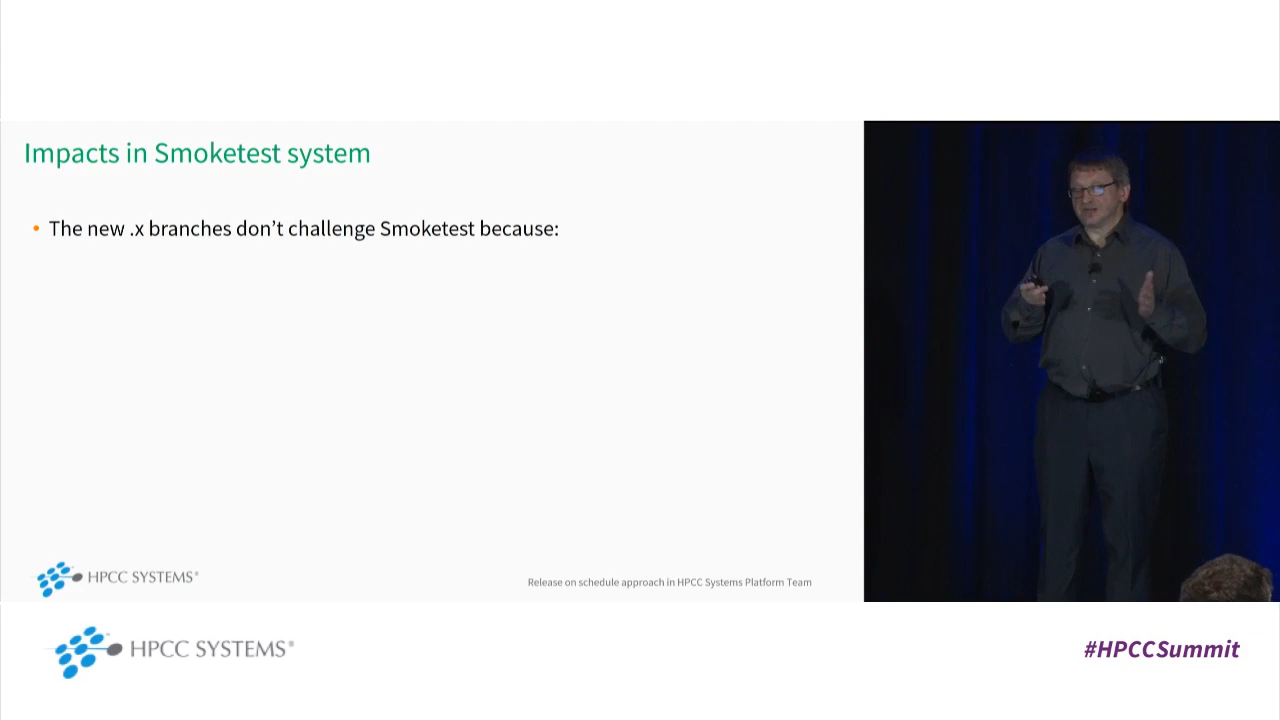 Impacts in Smoketest system
• The new .x branches don’t challenge Smoketest because:
HPCC SYSTEMS®
Release on schedule approach in HPCC Systems Platform Team
HPCC SYSTEMS®
#HPCCSummit